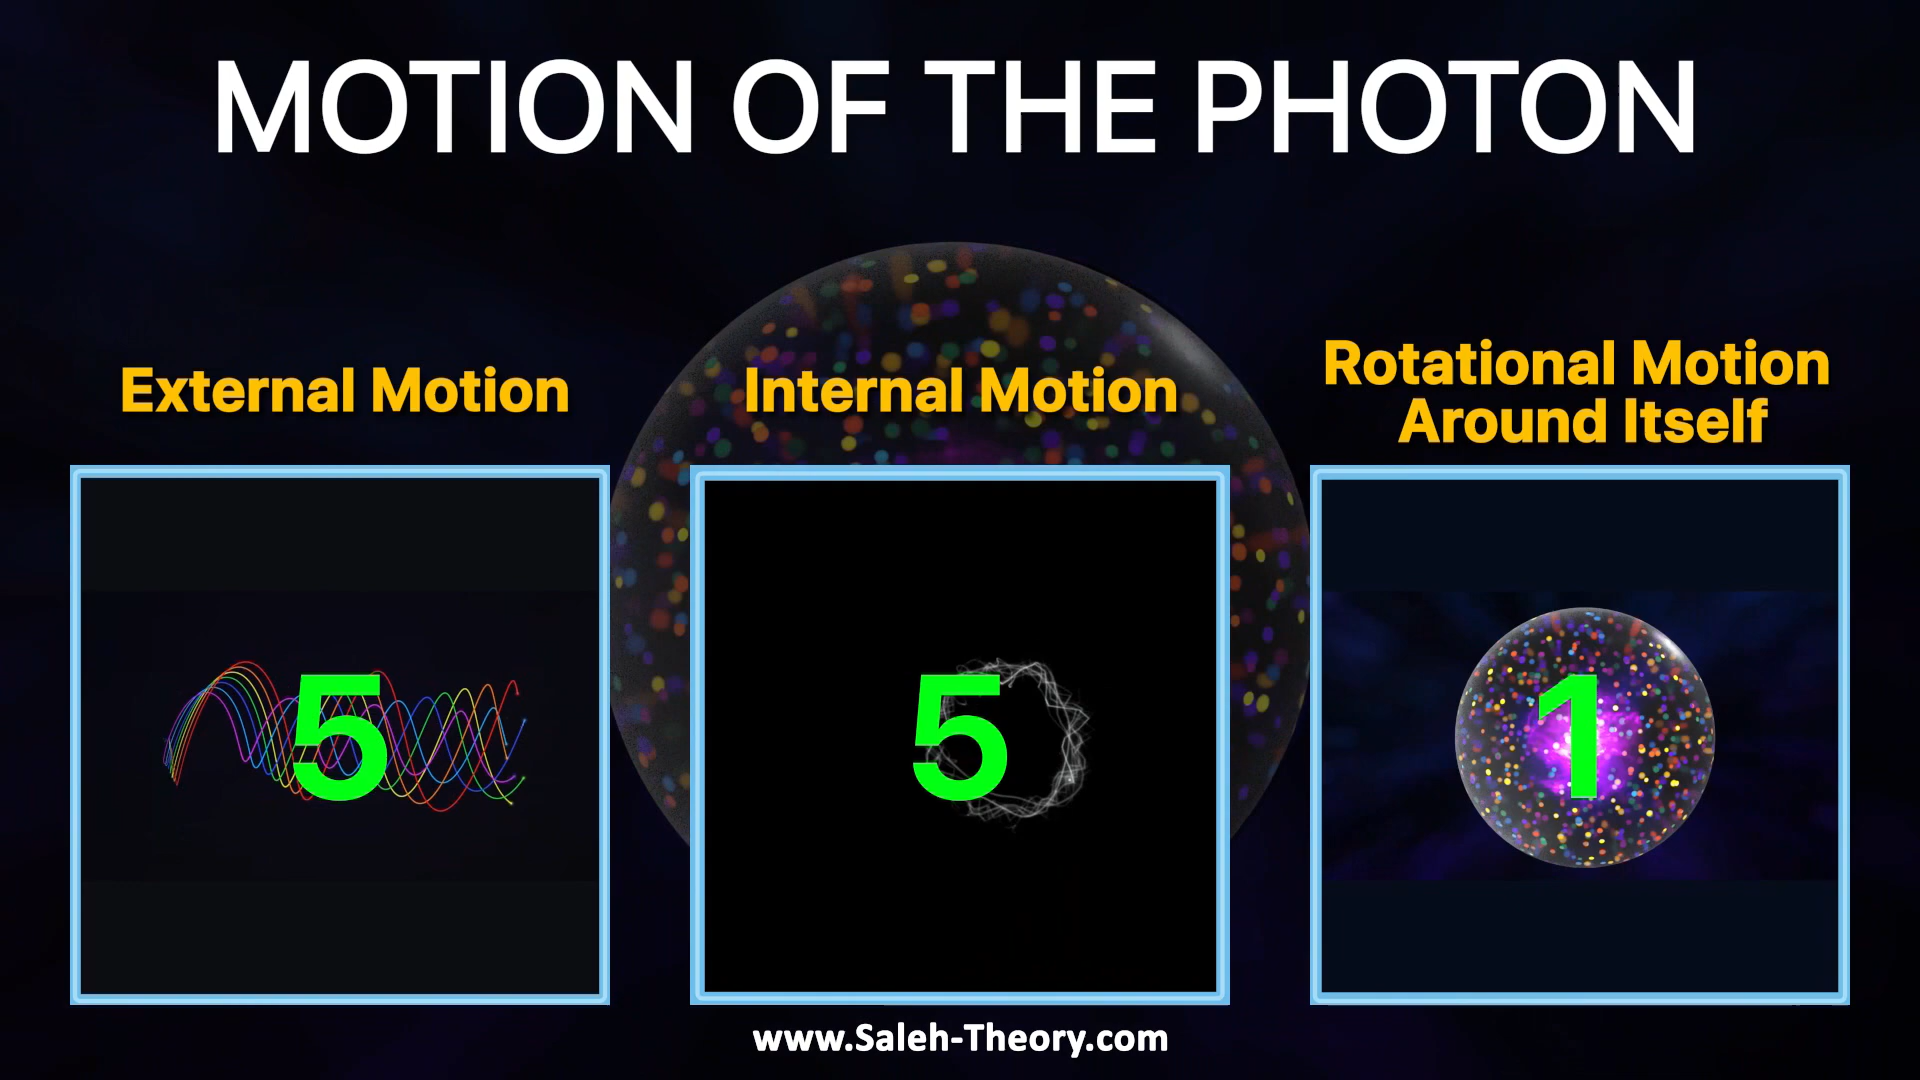 MOTION OF THE PHOTON
External Motion
Internal Motion
Rotational Motion
Around Itself
5
5
1
www.Saleh-Theory.com